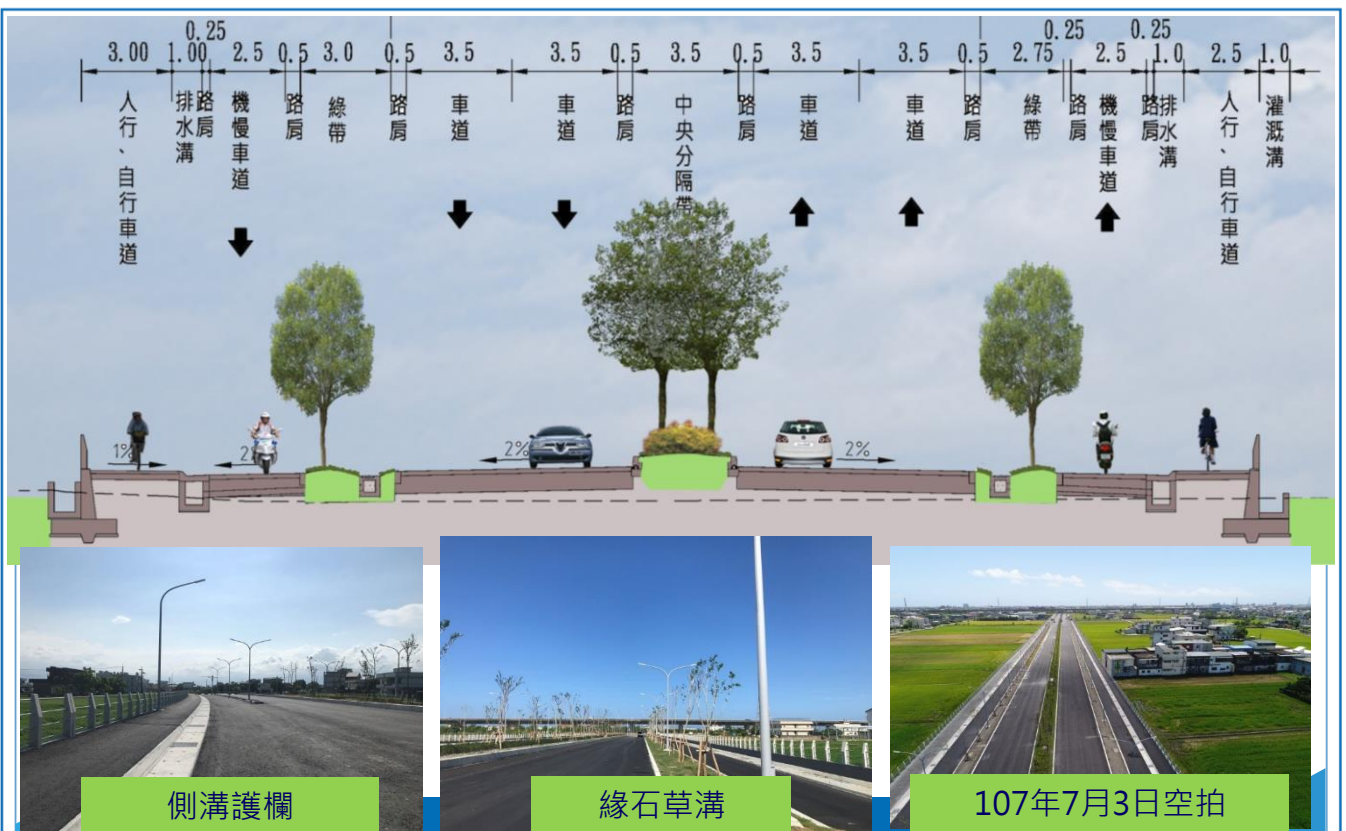 0.25 0.25 0.25
3.00 1.00 2.5 0.5 3.0 0.5 3.5 3.5 0.5 3.5 0.5 3.5 3.5 0.5 2.75 2.5 1.0 2.5 1.0
人行、自行車道
排水溝
路肩
機慢車道
路肩
綠帶
路肩
車道
車道
路肩
中央分隔帶
路肩
車道
車道
路肩
綠帶
路肩
機慢車道
路肩
排水溝
人行、自行車道
灌溉溝
1% 2% 2% 2%
側溝護欄
緣石草溝
107年7月3日空拍